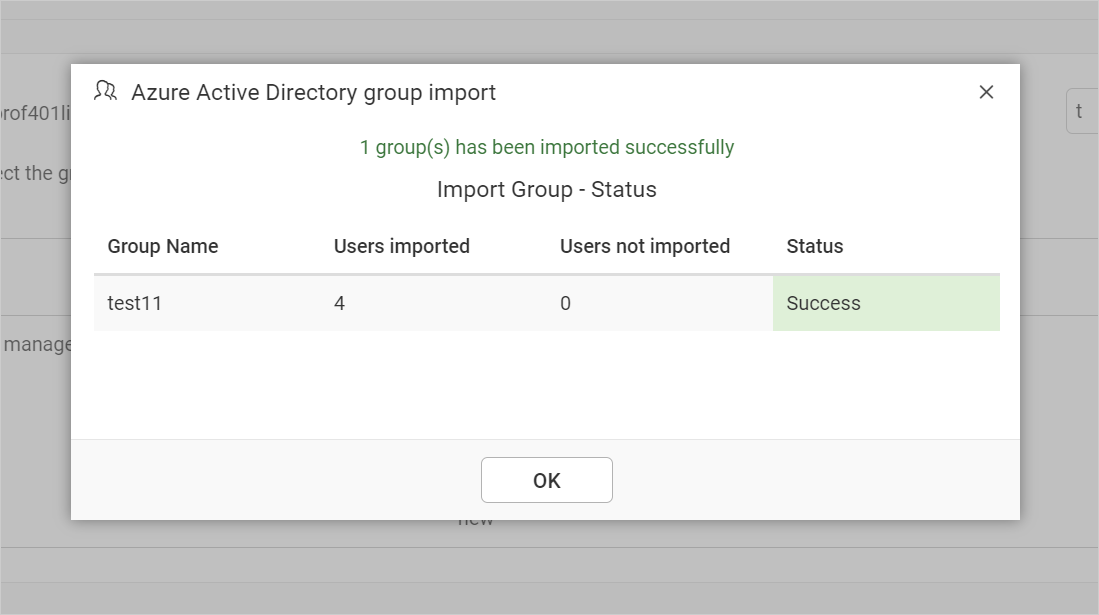 Azure Active Directory group import
prof401li
t
1 group(s) has been imported successfully
ect the g
Import Group - Status
Group Name Users imported Users not imported Status
test11 4 0 Success
manage
OK
new